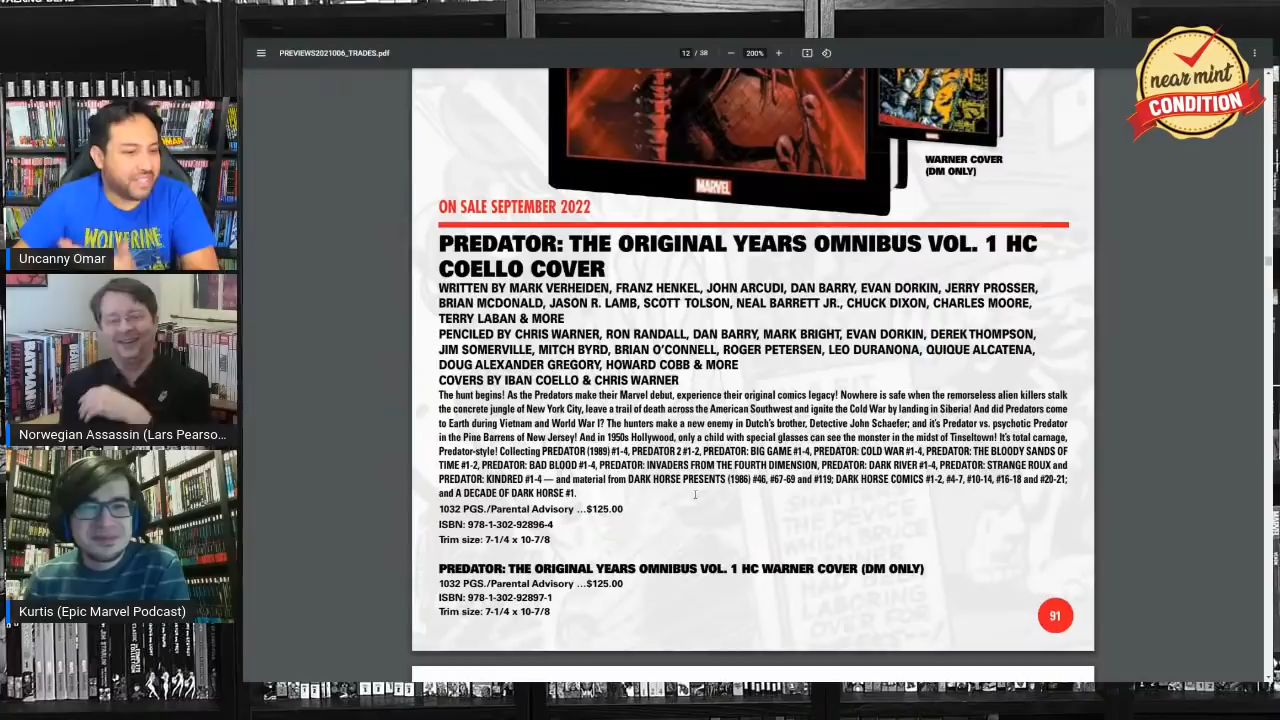 PREVIEWS2021006_TRADES.pdf
12 / 38
200%
near mint
CONDITION
WARNER COVER
(DM ONLY)
MARVEL
ON SALE SEPTEMBER 2022
PREDATOR: THE ORIGINAL YEARS OMNIBUS VOL. 1 HC
COELLO COVER
WRITTEN BY MARK VERHEIDEN, FRANZ HENKEL, JOHN ARCUDI, DAN BARRY, EVAN DORKIN, JERRY PROSSER,
BRIAN MCDONALD, JASON R. LAMB, SCOTT TOLSON, NEAL BARRETT JR., CHUCK DIXON, CHARLES MOORE,
TERRY LABAN & MORE
PENCILED BY CHRIS WARNER, RON RANDALL, DAN BARRY, MARK BRIGHT, EVAN DORKIN, DEREK THOMPSON,
JIM SOMERVILLE, MITCH BYRD, BRIAN O'CONNELL, ROGER PETERSEN, LEO DURANONA, QUIQUE ALCATENA,
DOUG ALEXANDER GREGORY, HOWARD COBB & MORE
COVERS BY IBAN COELLO & CHRIS WARNER
The hunt begins! As the Predators make their Marvel debut, experience their original comics legacy! Nowhere is safe when the remorseless alien killers stalk
the concrete jungle of New York City, leave a trail of death across the American Southwest and ignite the Cold War by landing in Siberia! And did Predators come
to Earth during Vietnam and World War I? The hunters make a new enemy in Dutch's brother, Detective John Schaefer; and it's Predator vs. psychotic Predator
in the Pine Barrens of New Jersey! And in 1950s Hollywood, only a child with special glasses can see the monster in the midst of Tinseltown! It's total carnage,
Predator-style! Collecting PREDATOR (1989) #1-4, PREDATOR 2 #1-2, PREDATOR: BIG GAME #1-4, PREDATOR: COLD WAR #1-4, PREDATOR: THE BLOODY SANDS OF
TIME #1-2, PREDATOR: BAD BLOOD #1-4, PREDATOR: INVADERS FROM THE FOURTH DIMENSION, PREDATOR: DARK RIVER #1-4, PREDATOR: STRANGE ROUX and
PREDATOR: KINDRED #1-4 — and material from DARK HORSE PRESENTS (1986) #46, #67-69 and #119; DARK HORSE COMICS #1-2, #4-7, #10-14, #16-18 and #20-21;
and A DECADE OF DARK HORSE #1.
1032 PGS./Parental Advisory ...$125.00
ISBN: 978-1-302-92896-4
Trim size: 7-1/4 x 10-7/8
PREDATOR: THE ORIGINAL YEARS OMNIBUS VOL. 1 HC WARNER COVER (DM ONLY)
1032 PGS./Parental Advisory ...$125.00
ISBN: 978-1-302-92897-1
Trim size: 7-1/4 x 10-7/8
91
WOLVERINE
Uncanny Omar
Norwegian Assassin (Lars Pearso...
Kurtis (Epic Marvel Podcast)